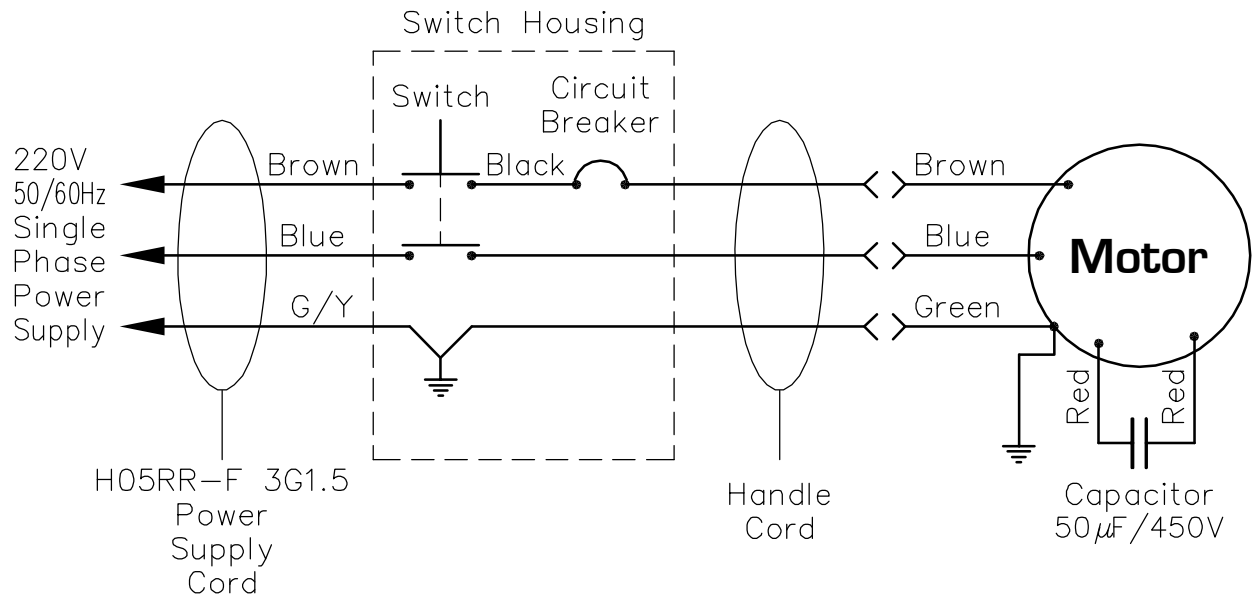 Switch Housing
Switch
Circuit
Breaker
220V
50/60Hz
Single
Phase
Power
Supply
Brown
Black
Brown
Blue
Blue
G/Y
Green
Motor
Red
Red
H05RR-F 3G1.5
Power
Supply
Cord
Handle
Cord
Capacitor
50µF/450V